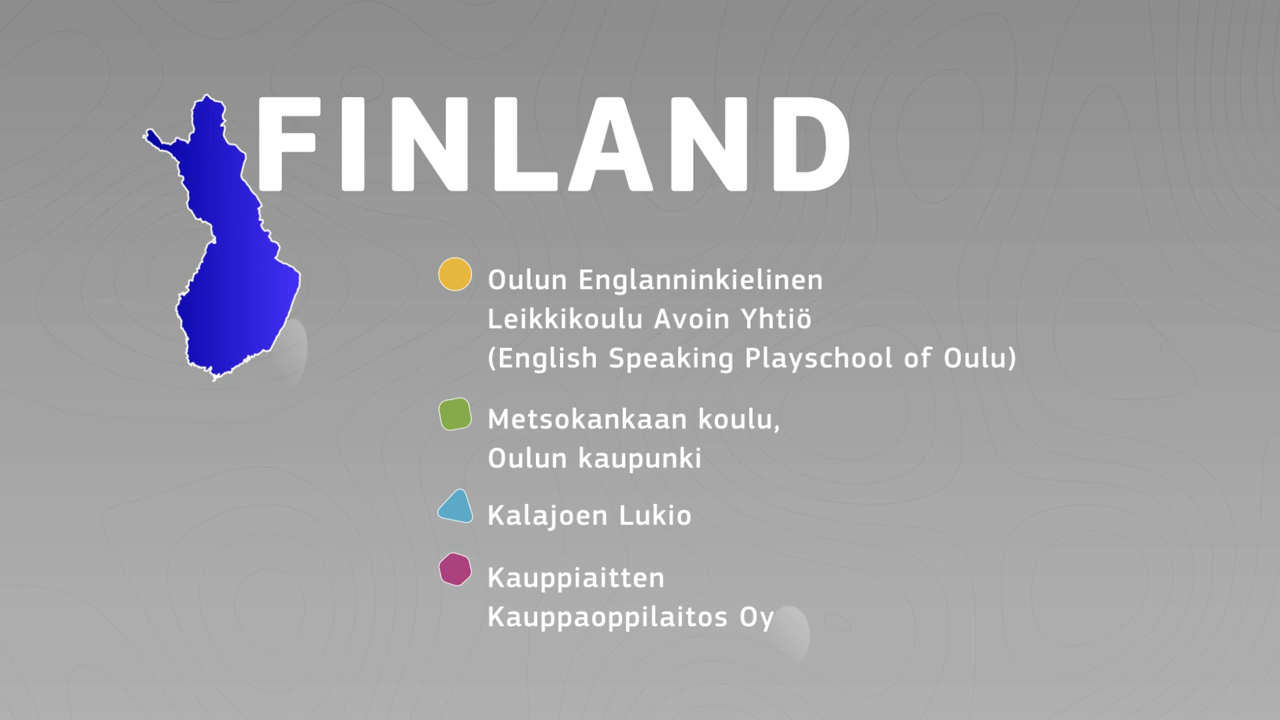 FINLAND
Oulun Englanninkielinen
Leikkikoulu Avoin Yhtiö
(English Speaking Playschool of Oulu)
Metsokankaan koulu,
Oulun kaupunki
Kalajoen Lukio
Kauppiaitten
Kauppaoppilaitos Oy